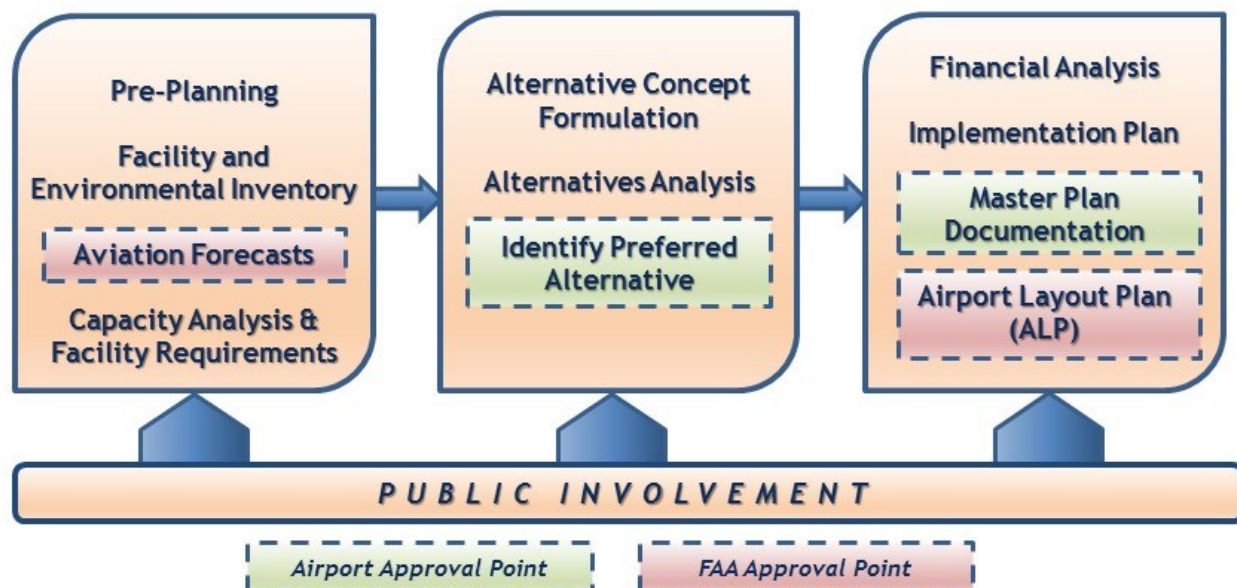 Pre-Planning
Facility and
Environmental Inventory
Aviation Forecasts
Capacity Analysis &
Facility Requirements
Alternative Concept
Formulation
Alternatives Analysis
Identify Preferred
Alternative
Financial Analysis
Implementation Plan
Master Plan
Documentation
Airport Layout Plan
(ALP)
PUBLIC INVOLVEMENT
Airport Approval Point
FAA Approval Point